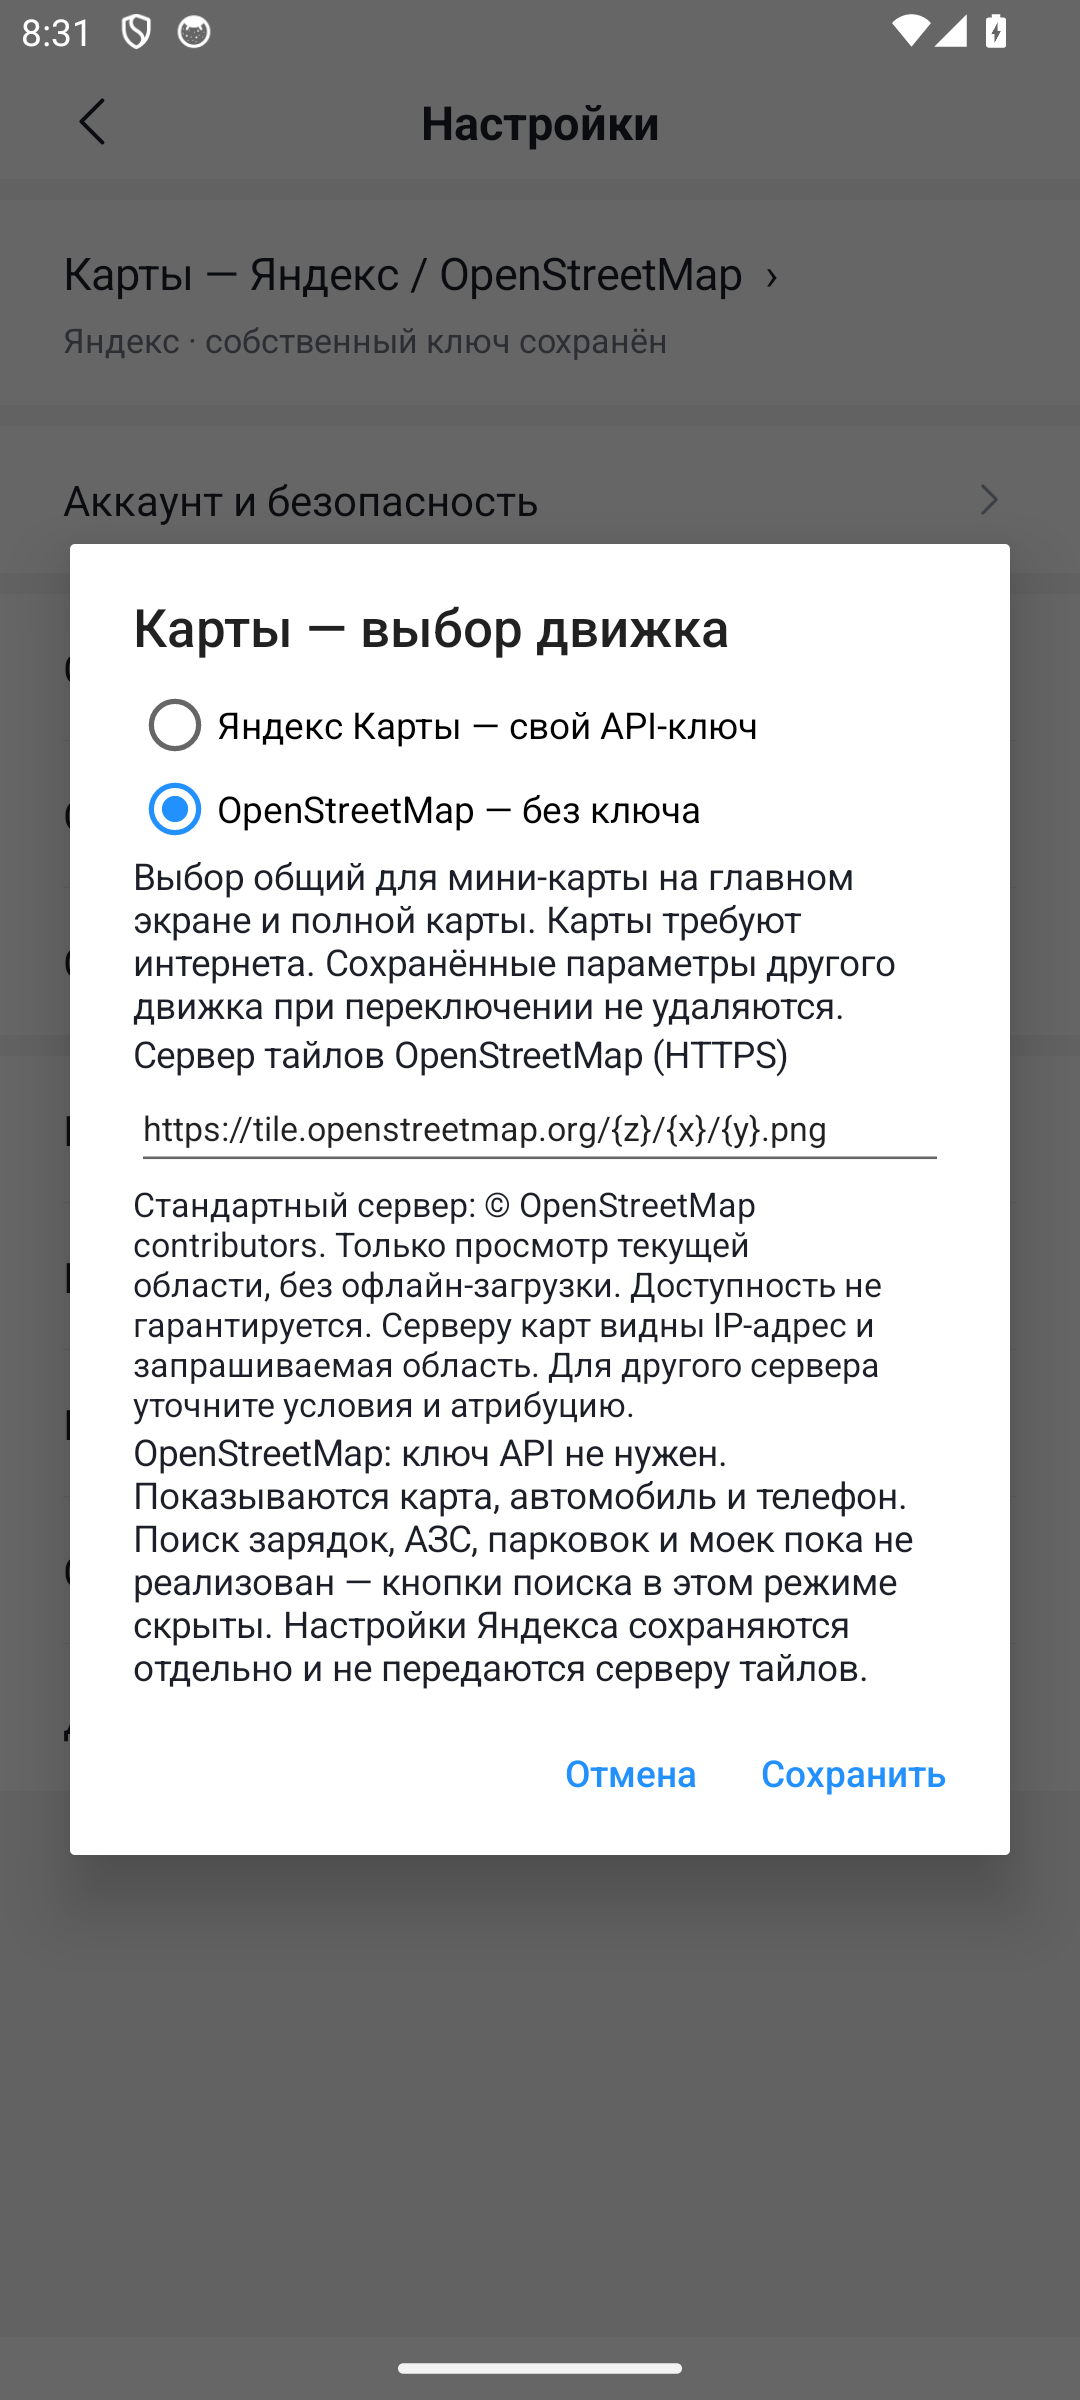 8:31
Настройки
Карты — Яндекс / OpenStreetMap ›
Яндекс · собственный ключ сохранён
Аккаунт и безопасность
Карты — выбор движка
Яндекс Карты — свой API-ключ
OpenStreetMap — без ключа
Выбор общий для мини-карты на главном
экране и полной карты. Карты требуют
интернета. Сохранённые параметры другого
движка при переключении не удаляются.
Сервер тайлов OpenStreetMap (HTTPS)
https://tile.openstreetmap.org/{z}/{x}/{y}.png
Стандартный сервер: © OpenStreetMap
contributors. Только просмотр текущей
области, без офлайн-загрузки. Доступность не
гарантируется. Серверу карт видны IP-адрес и
запрашиваемая область. Для другого сервера
уточните условия и атрибуцию.
OpenStreetMap: ключ API не нужен.
Показываются карта, автомобиль и телефон.
Поиск зарядок, АЗС, парковок и моек пока не
реализован — кнопки поиска в этом режиме
скрыты. Настройки Яндекса сохраняются
отдельно и не передаются серверу тайлов.
Отмена
Сохранить